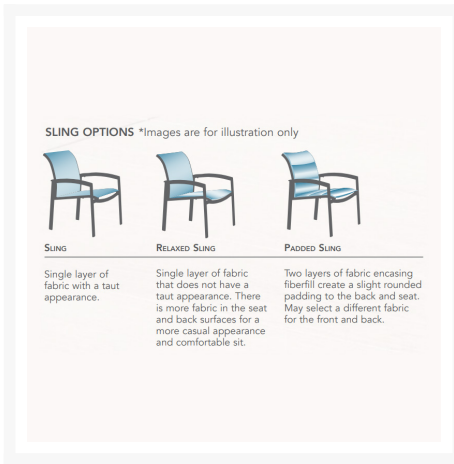 SLING OPTIONS *Images are for illustration only
SLING
Single layer of
fabric with a taut
appearance.
RELAXED SLING
Single layer of fabric
that does not have a
taut appearance. There
is more fabric in the seat
and back surfaces for a
more casual appearance
and comfortable sit.
PADDED SLING
Two layers of fabric encasing
fiberfill create a slight rounded
padding to the back and seat.
May select a different fabric
for the front and back.